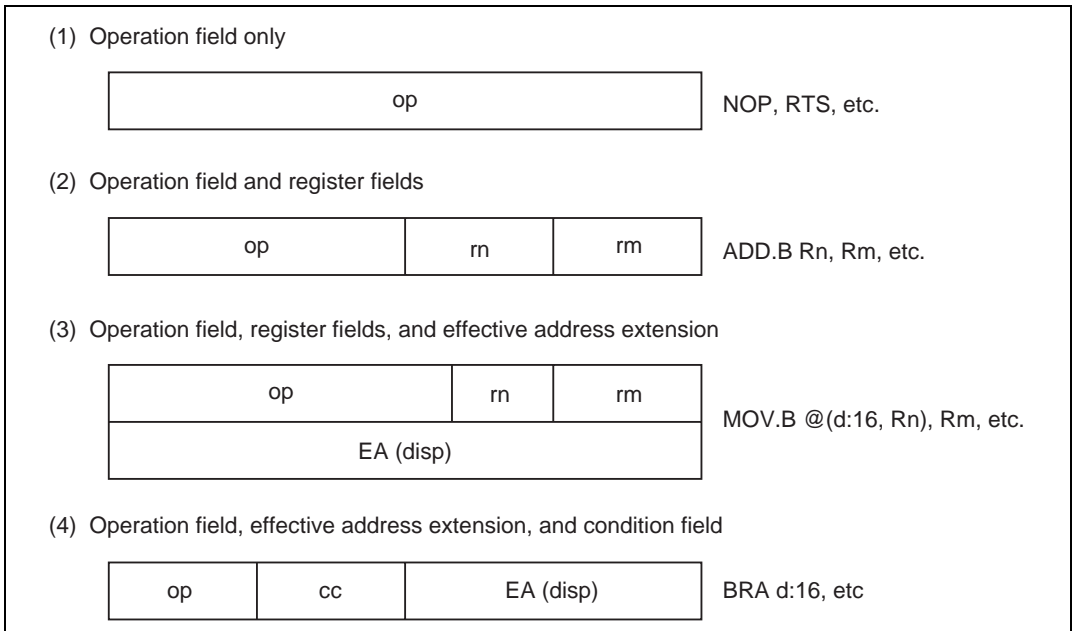 (1) Operation field only
op
NOP, RTS, etc.
(2) Operation field and register fields
op rn rm
ADD.B Rn, Rm, etc.
(3) Operation field, register fields, and effective address extension
op rn rm
EA (disp)
MOV.B @(d:16, Rn), Rm, etc.
(4) Operation field, effective address extension, and condition field
op cc EA (disp)
BRA d:16, etc